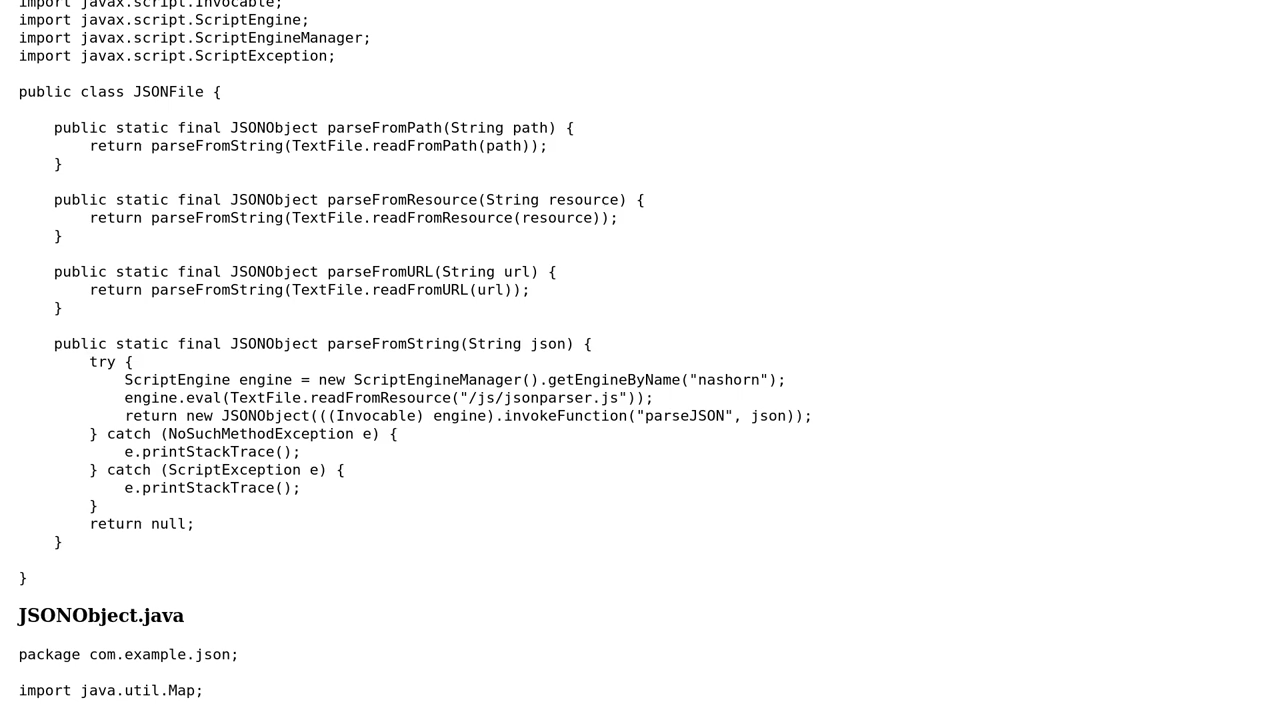 import javax.script.Invocable;
import javax.script.ScriptEngine;
import javax.script.ScriptEngineManager;
import javax.script.ScriptException;

public class JSONFile {

    public static final JSONObject parseFromPath(String path) {
        return parseFromString(TextFile.readFromPath(path));
    }

    public static final JSONObject parseFromResource(String resource) {
        return parseFromString(TextFile.readFromResource(resource));
    }

    public static final JSONObject parseFromURL(String url) {
        return parseFromString(TextFile.readFromURL(url));
    }

    public static final JSONObject parseFromString(String json) {
        try {
            ScriptEngine engine = new ScriptEngineManager().getEngineByName("nashorn");
            engine.eval(TextFile.readFromResource("/js/jsonparser.js"));
            return new JSONObject(((Invocable) engine).invokeFunction("parseJSON", json));
        } catch (NoSuchMethodException e) {
            e.printStackTrace();
        } catch (ScriptException e) {
            e.printStackTrace();
        }
        return null;
    }

}
JSONObject.java
package com.example.json;

import java.util.Map;